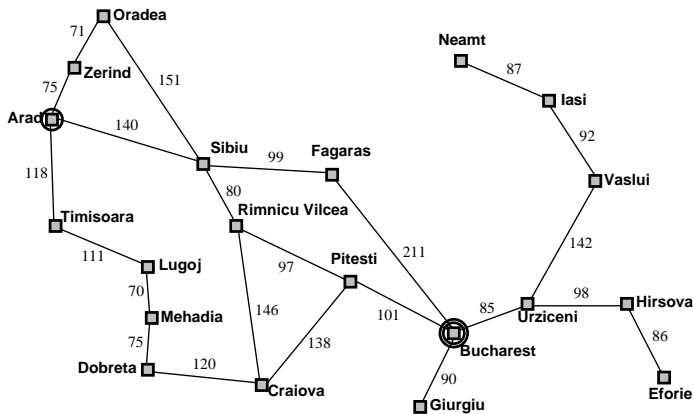 Oradea
71
Neamt
Zerind
87
75
151
Iasi
Arad
140
92
Sibiu
Fagaras
99
118
80
Vaslui
Timisoara
Rimnicu Vilcea
142
111
211
Lugoj
97
Pitesti
70
98
Hirsova
146
85
101
Urziceni
Mehadia
138
86
75
Bucharest
120
Dobreta
90
Craiova
Eforie
Giurgiu